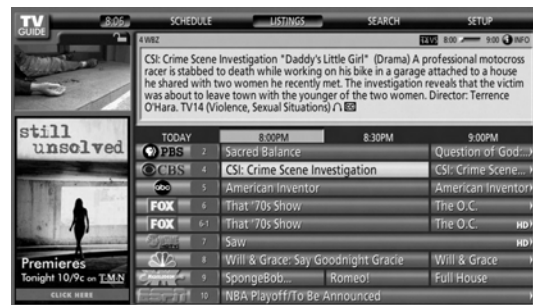 TV
GUIDE
8:06
SCHEDULE
LISTINGS
SEARCH
SETUP
4 WBZ
8:00 9:00 INFO
CSI: Crime Scene Investigation "Daddy's Little Girl" (Drama) A professional motocross
racer is stabbed to death while working on his bike in a garage attached to a house
he shared with two women he recently met. The investigation reveals that the victim
was about to leave town with the younger of the two women. Director: Terrence
O'Hara. TV14 (Violence, Sexual Situations)
still
unsolved
Premieres
Tonight 10/9c on T-M-N
CLICK HERE
TODAY 8:00PM 8:30PM 9:00PM
PBS 2 Sacred Balance Question of God:...
CBS 4 CSI: Crime Scene Investigation CSI: Crime Scene...
abc 5 American Inventor American Inventor
FOX 6 That '70s Show The O.C.
FOX 6-1 That '70s Show The O.C. HD
7 Saw HD
8 Will & Grace: Say Goodnight Gracie Will & Grace
9 SpongeBob... Romeo! Full House
10 NBA Playoff/To Be Announced